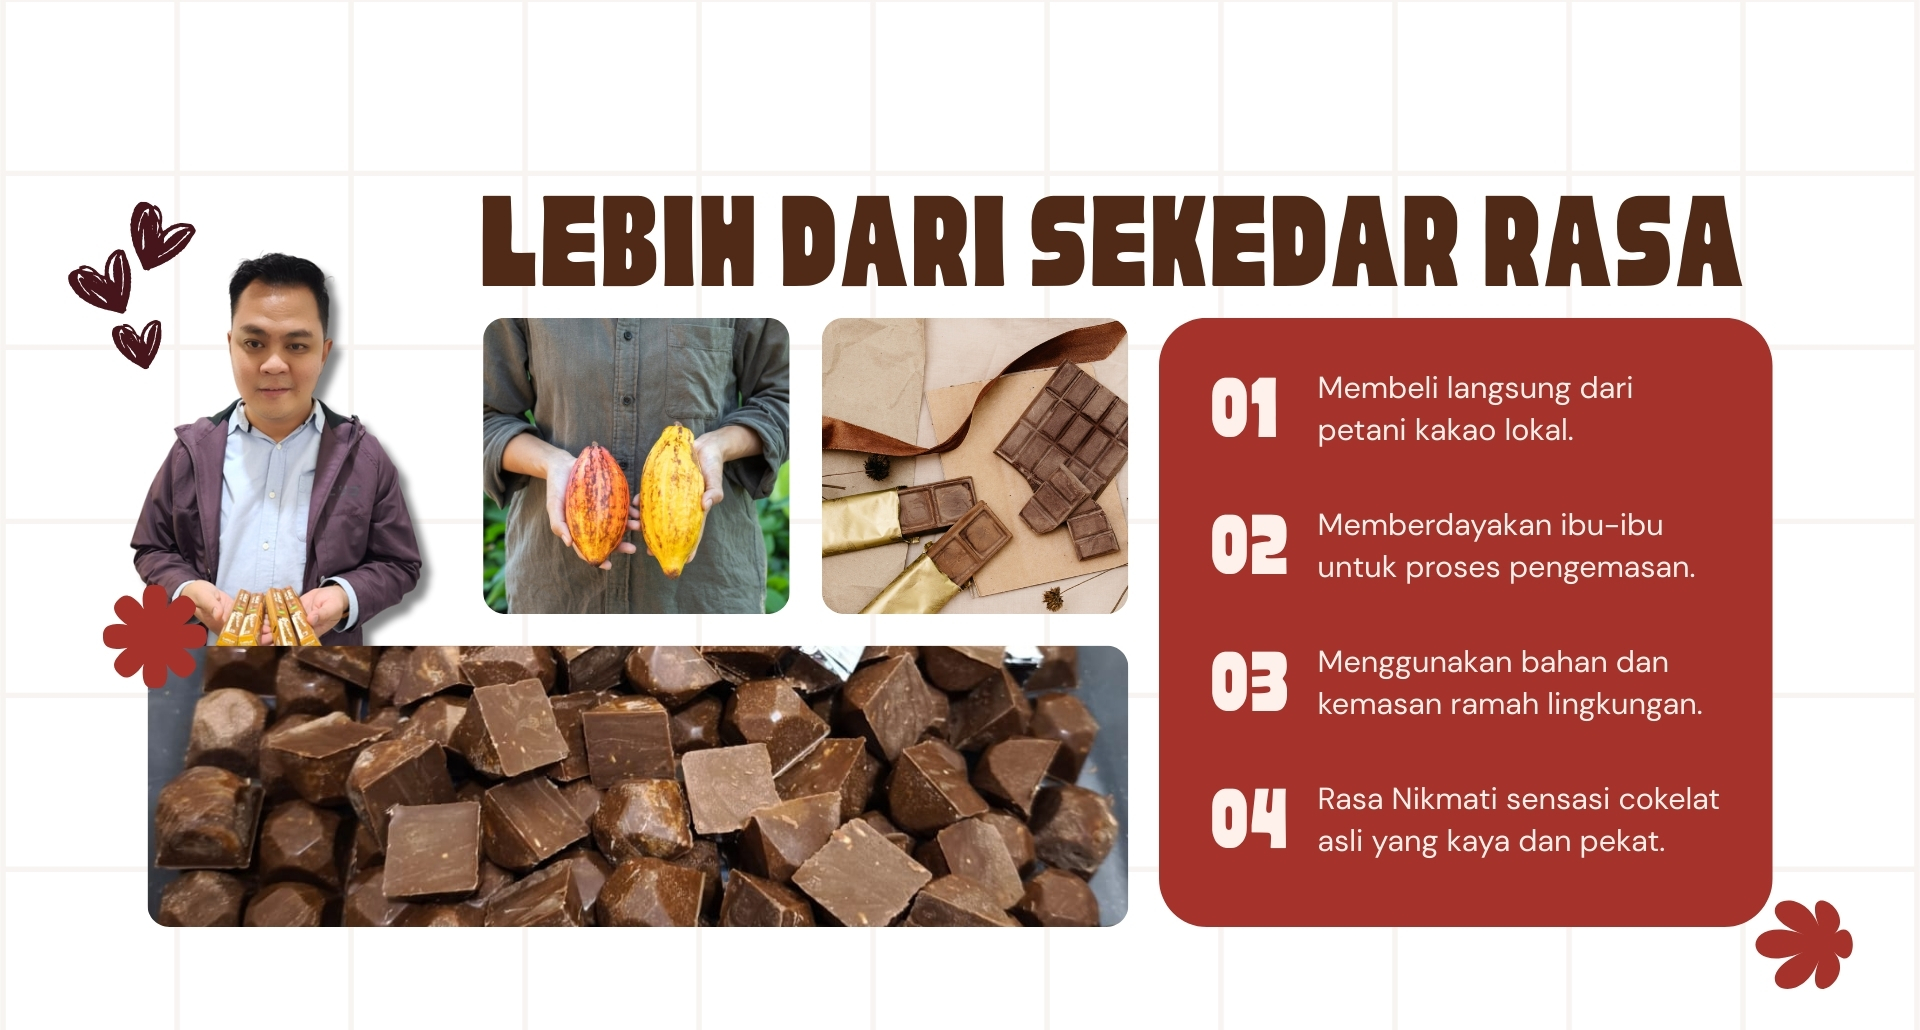 LEBIH DARI SEKEDAR RASA
01
Membeli langsung dari
petani kakao lokal.
02
Memberdayakan ibu-ibu
untuk proses pengemasan.
03
Menggunakan bahan dan
kemasan ramah lingkungan.
04
Rasa Nikmati sensasi cokelat
asli yang kaya dan pekat.